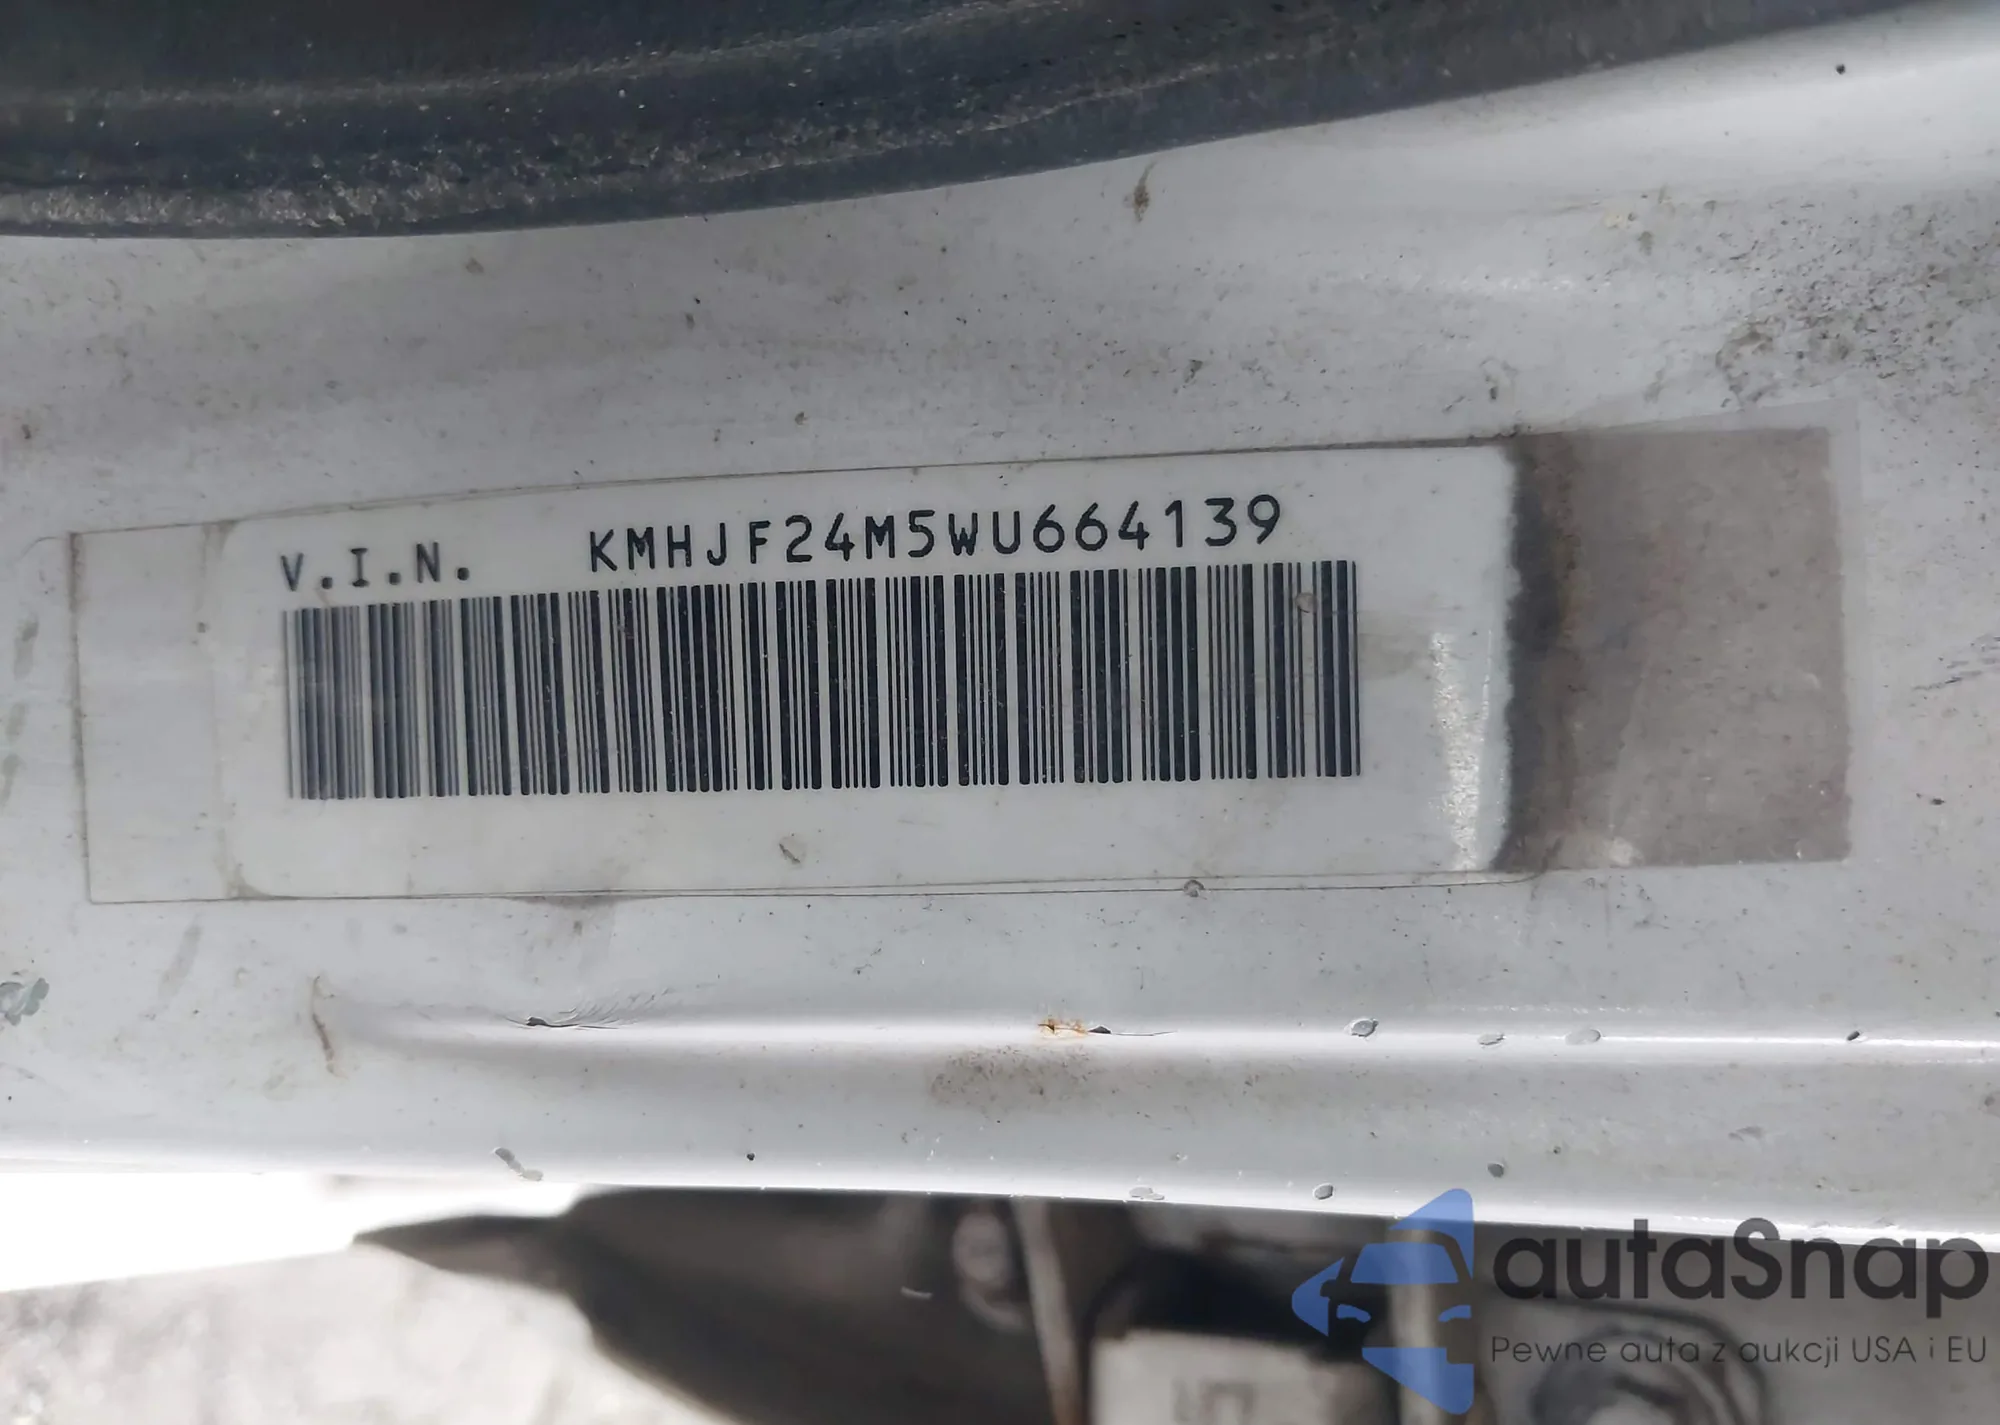 V.I.N. KMHJF24M5WU664139
autaSnap
Pewne auta z aukcji USA i EU